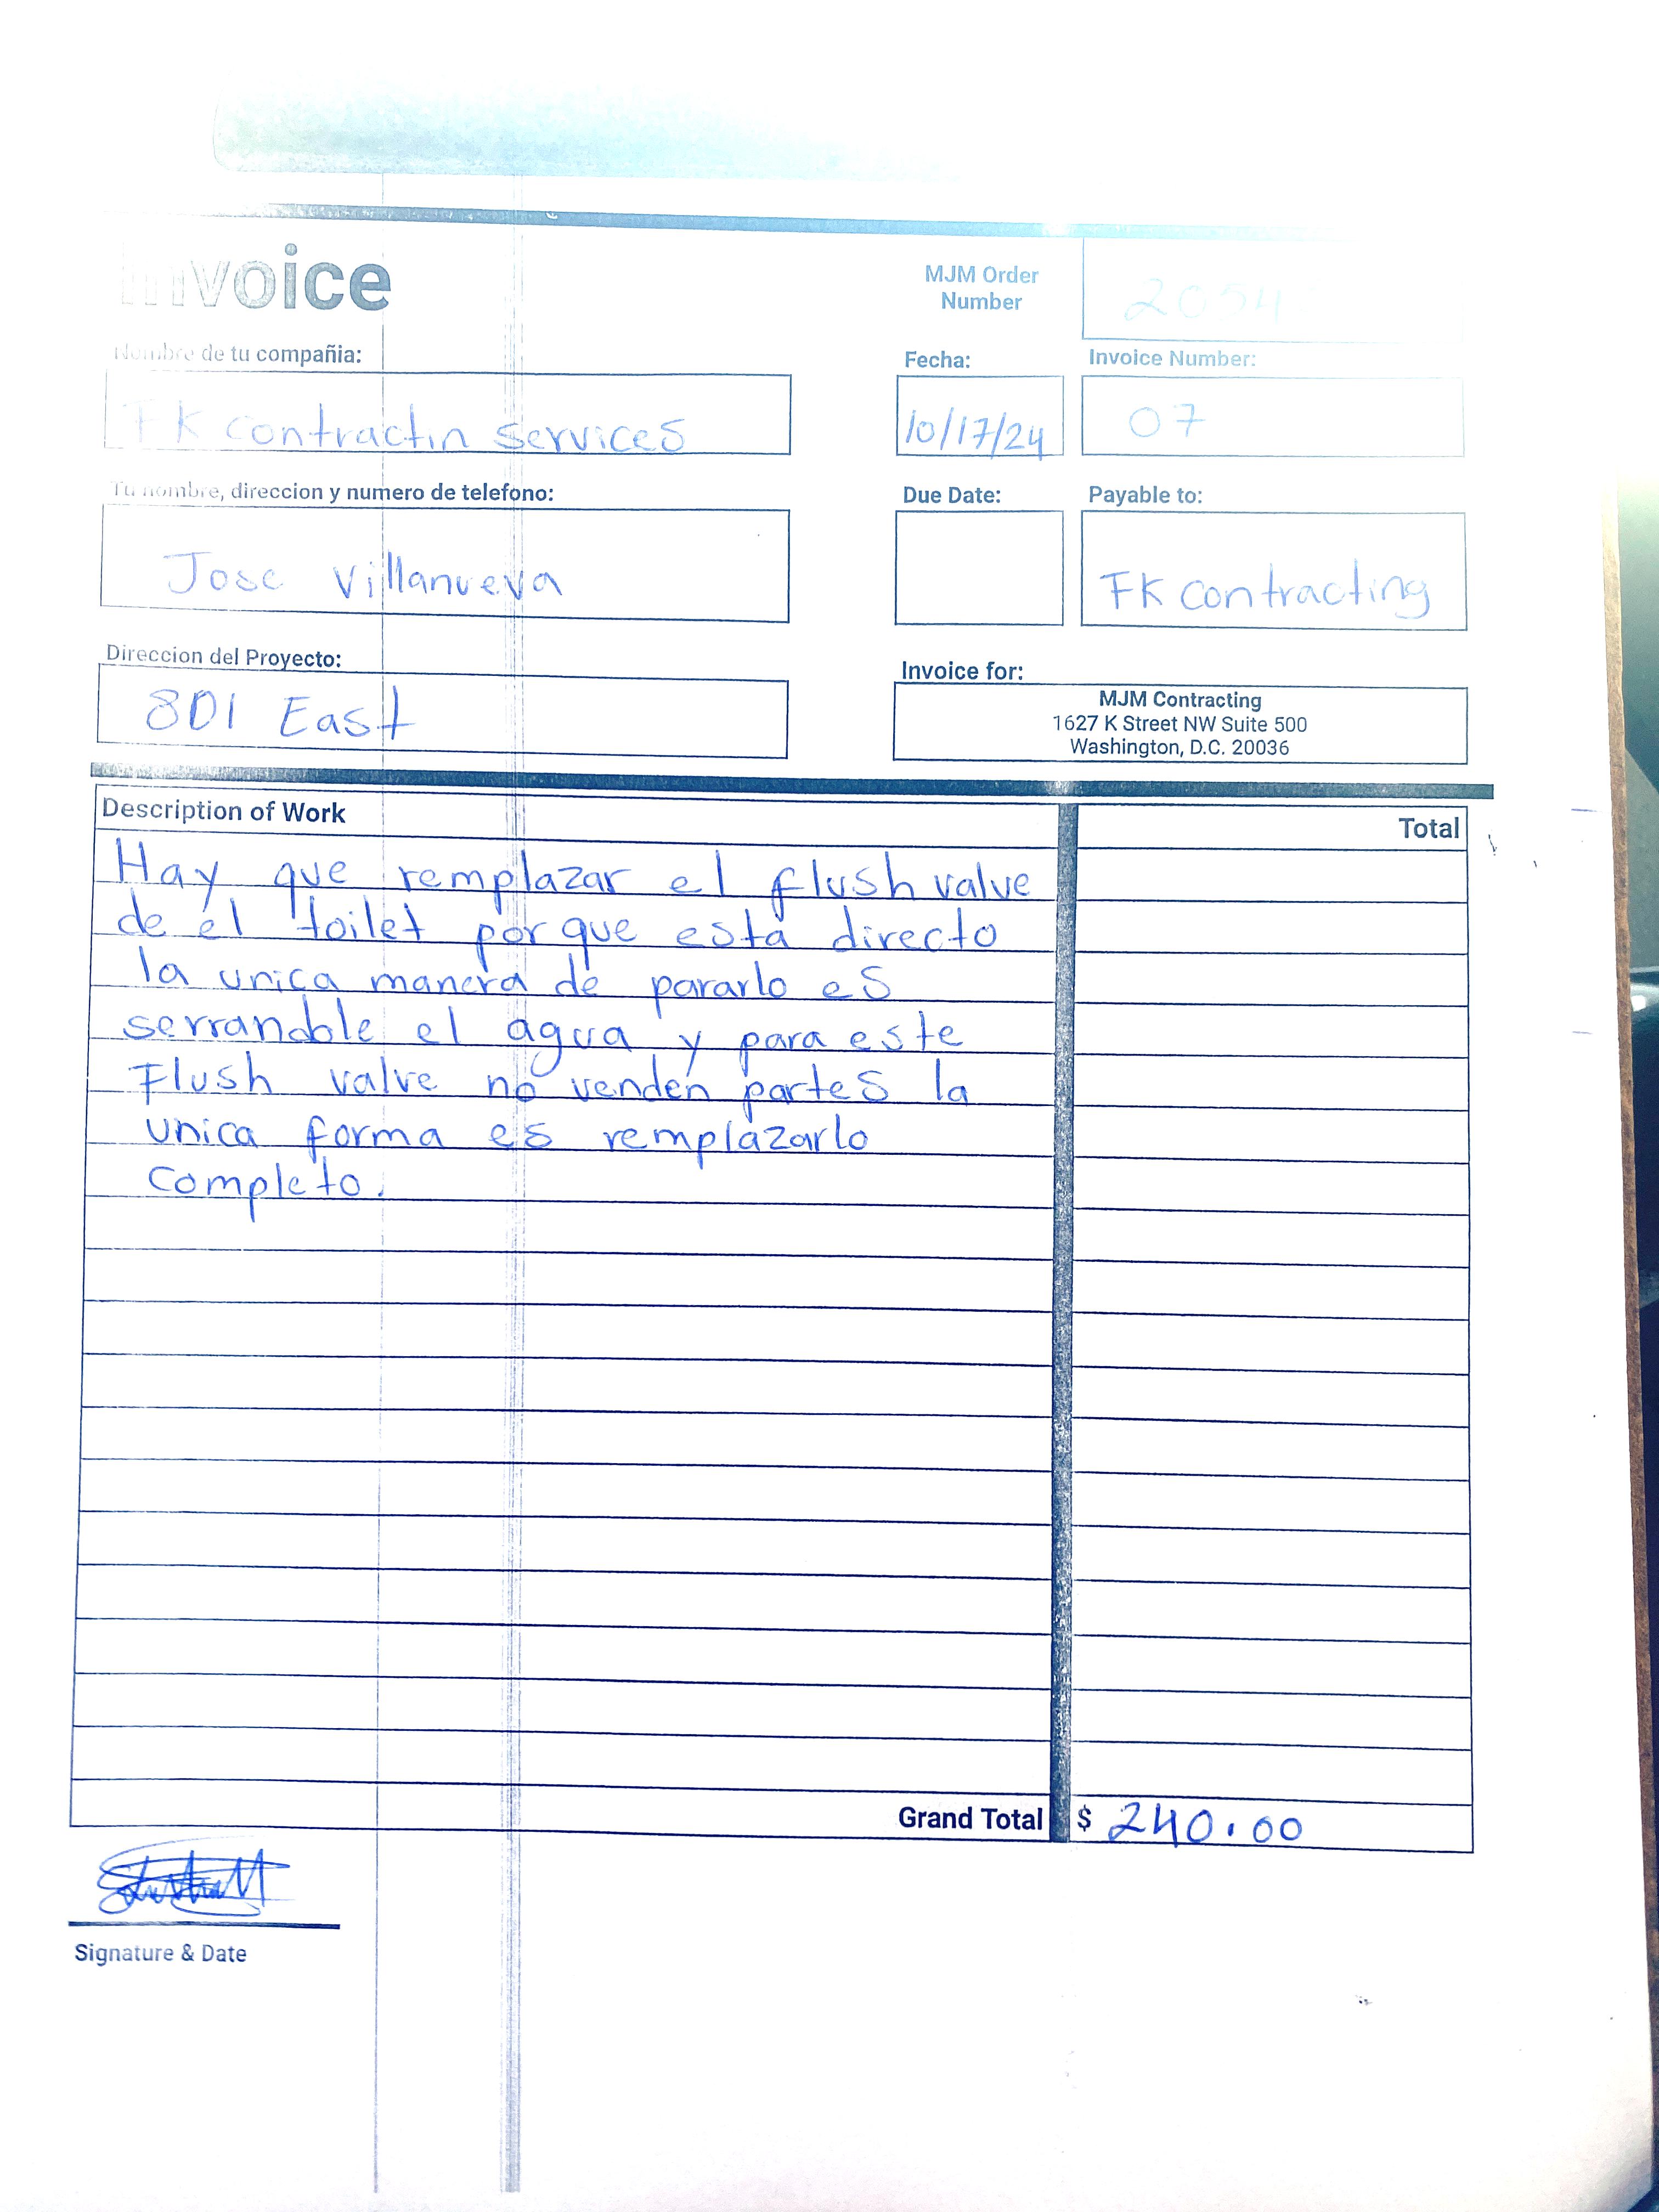 Invoice
MJM Order
Number
2054
Nombre de tu compañia:
Fecha:
Invoice Number:
FK contractin services
10/17/24
07
Tu nombre, direccion y numero de telefono:
Due Date:
Payable to:
Jose Villanueva
FK contracting
Direccion del Proyecto:
Invoice for:
801 East
MJM Contracting
1627 K Street NW Suite 500
Washington, D.C. 20036
Description of Work
Total
Hay que remplazar el flush valve
de el toilet por que esta directo
la unica manera de pararlo es
serrandole el agua y para este
Flush valve no venden partes la
unica forma es remplazarlo
completo.
Grand Total $ 240.00
Signature & Date